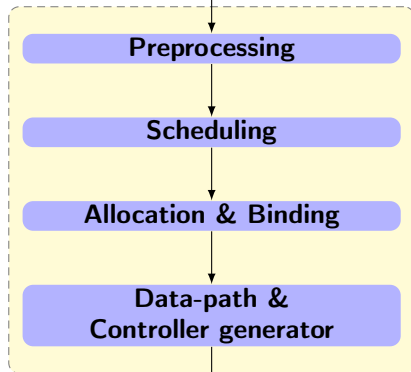 Preprocessing
Scheduling
Allocation & Binding
Data-path &
Controller generator